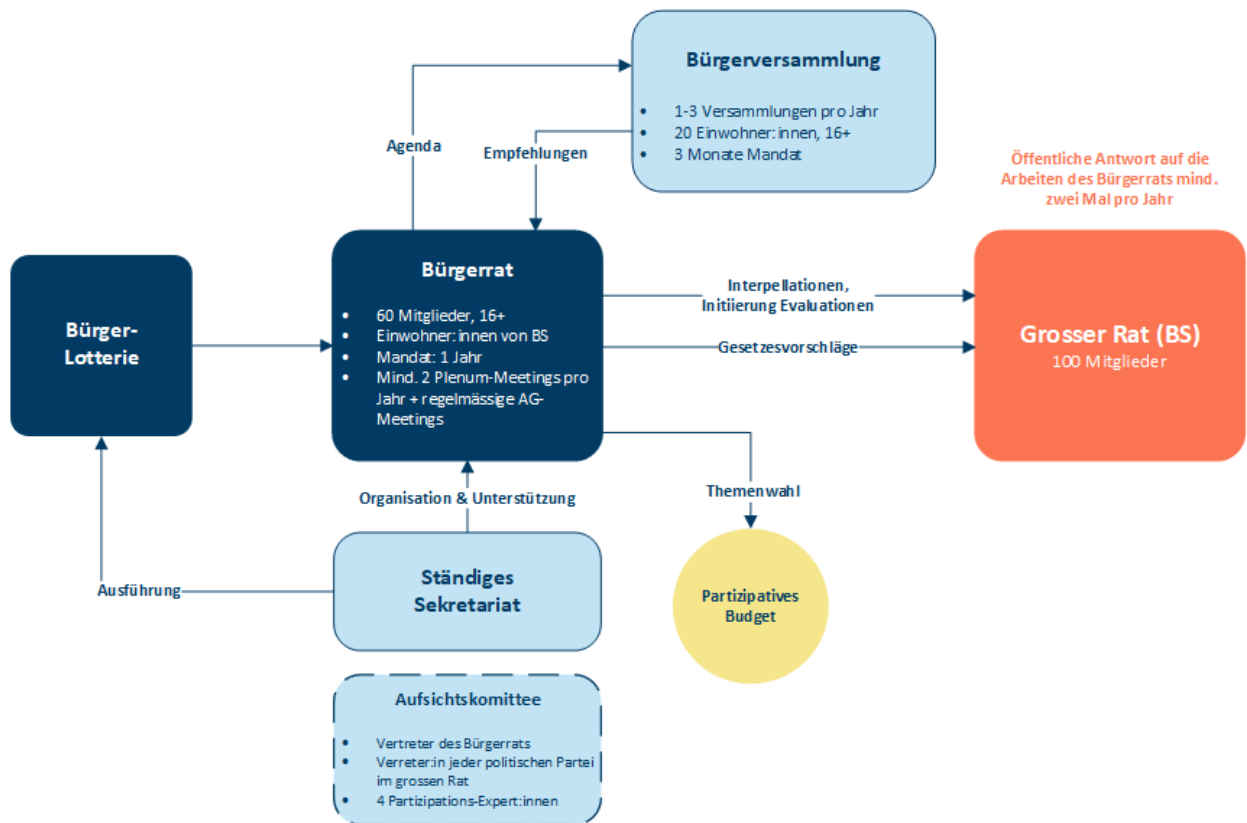 Bürgerversammlung
• 1-3 Versammlungen pro Jahr
• 20 Einwohner:innen, 16+
• 3 Monate Mandat
Agenda
Empfehlungen
Öffentliche Antwort auf die
Arbeiten des Bürgerrats mind.
zwei Mal pro Jahr
Bürger-
Lotterie
Bürgerrat
• 60 Mitglieder, 16+
• Einwohner:innen von BS
• Mandat: 1 Jahr
• Mind. 2 Plenum-Meetings pro
Jahr + regelmässige AG-
Meetings
Interpellationen,
Initiierung Evaluationen
Gesetzesvorschläge
Grosser Rat (BS)
100 Mitglieder
Organisation & Unterstützung
Themenwahl
Ausführung
Ständiges
Sekretariat
Partizipatives
Budget
Aufsichtskomittee
• Vertreter des Bürgerrats
• Verreter:in jeder politischen Partei
im grossen Rat
• 4 Partizipations-Expert:innen